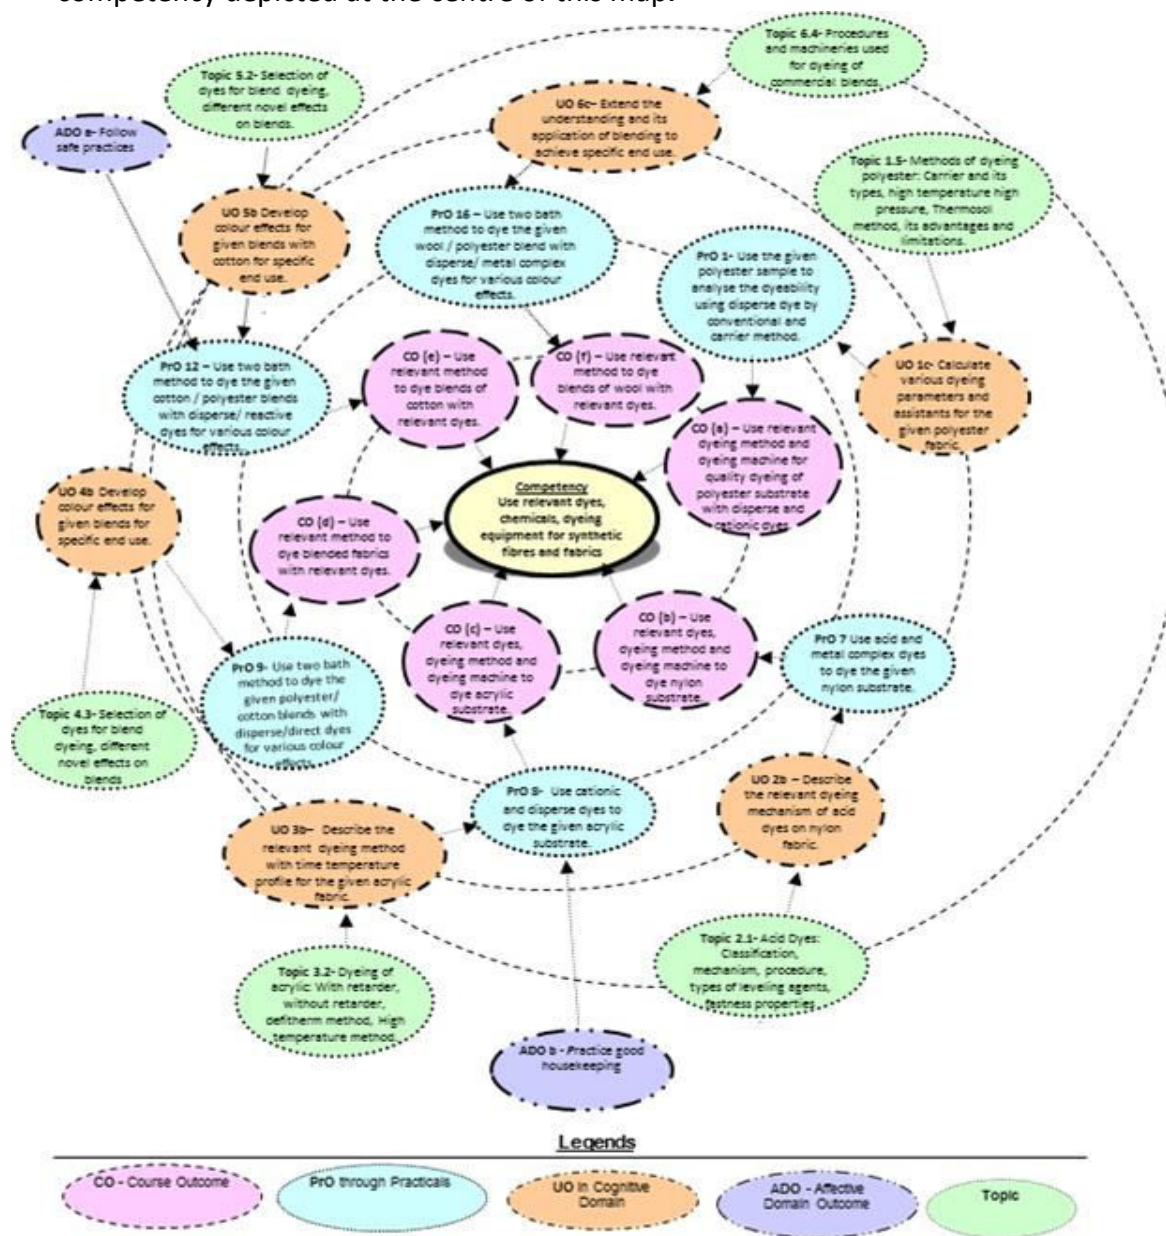 competency depicted at the centre of this map.
Topic 6.4- Procedures
and machineries used
for dyeing of
commercial blends.
Topic 5.2- Selection of
dyes for blend dyeing,
different novel effects
on blends.
UO 6c– Extend the
understanding and its
application of blending to
achieve specific end use.
ADO a- Follow
safe practices
Topic 1.5- Methods of dyeing
polyester: Carrier and its
types, high temperature high
pressure, Thermosol
method, its advantages and
limitations.
UO 5b Develop
colour effects for
given blends with
cotton for specific
end use.
PrO 16 – Use two bath
method to dye the given
wool / polyester blend with
disperse/ metal complex
dyes for various colour
effects.
PrO 1- Use the given
polyester sample to
analyse the dyeability
using disperse dye by
conventional and
carrier method.
PrO 12 – Use two bath
method to dye the given
cotton / polyester blends
with disperse/ reactive
dyes for various colour
effects.
CO (e) – Use
relevant method
to dye blends of
cotton with
relevant dyes.
CO (f) – Use relevant
method to dye
blends of wool with
relevant dyes.
UO 1c- Calculate
various dyeing
parameters and
assistants for the
given polyester
fabric.
CO (a) – Use relevant
dyeing method and
dyeing machine for
quality dyeing of
polyester substrate
with disperse and
cationic dyes.
UO 4b Develop
colour effects for
given blends for
specific end use.
Competency
Use relevant dyes,
chemicals, dyeing
equipment for synthetic
fibres and fabrics
CO (d) – Use
relevant method to
dye blended fabrics
with relevant dyes.
CO (c) – Use
relevant dyes,
dyeing method and
dyeing machine to
dye acrylic
substrate.
CO (b) – Use
relevant dyes,
dyeing method and
dyeing machine to
dye nylon
substrate.
PrO 7 Use acid and
metal complex dyes
to dye the given
nylon substrate.
PrO 9- Use two bath
method to dye the
given polyester/
cotton blends with
disperse/direct dyes
for various colour
effects.
Topic 4.3- Selection of
dyes for blend
dyeing, different
novel effects on
blends
PrO 8- Use cationic
and disperse dyes to
dye the given acrylic
substrate.
UO 2b – Describe
the relevant dyeing
mechanism of acid
dyes on nylon
fabric.
UO 3b– Describe the
relevant dyeing method
with time temperature
profile for the given acrylic
fabric.
Topic 2.1- Acid Dyes:
Classification,
mechanism, procedure,
types of leveling agents,
fastness properties
Topic 3.2- Dyeing of
acrylic: With retarder,
without retarder,
defitherm method, High
temperature method.
ADO b - Practice good
housekeeping
Legends
CO - Course Outcome
PrO through Practicals
UO in Cognitive
Domain
ADO - Affective
Domain Outcome
Topic